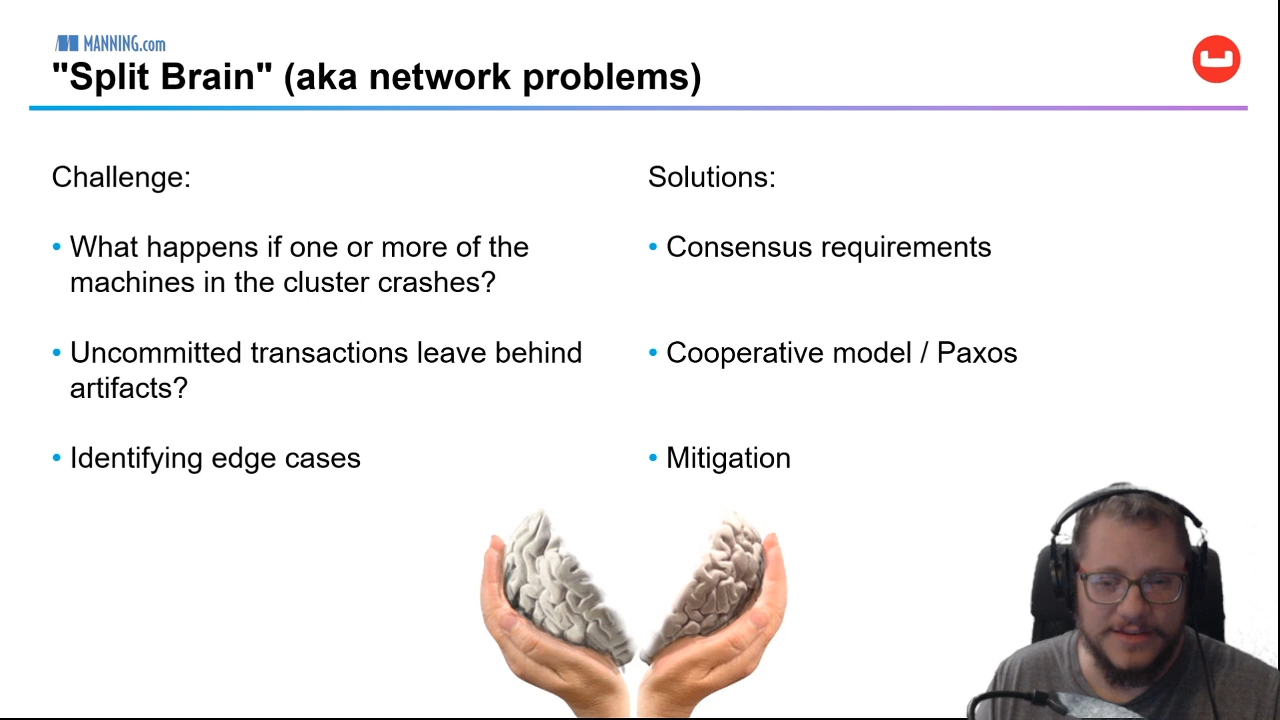 MANNING.com
"Split Brain" (aka network problems)
Challenge:
• What happens if one or more of the
machines in the cluster crashes?
• Uncommitted transactions leave behind
artifacts?
• Identifying edge cases
Solutions:
• Consensus requirements
• Cooperative model / Paxos
• Mitigation